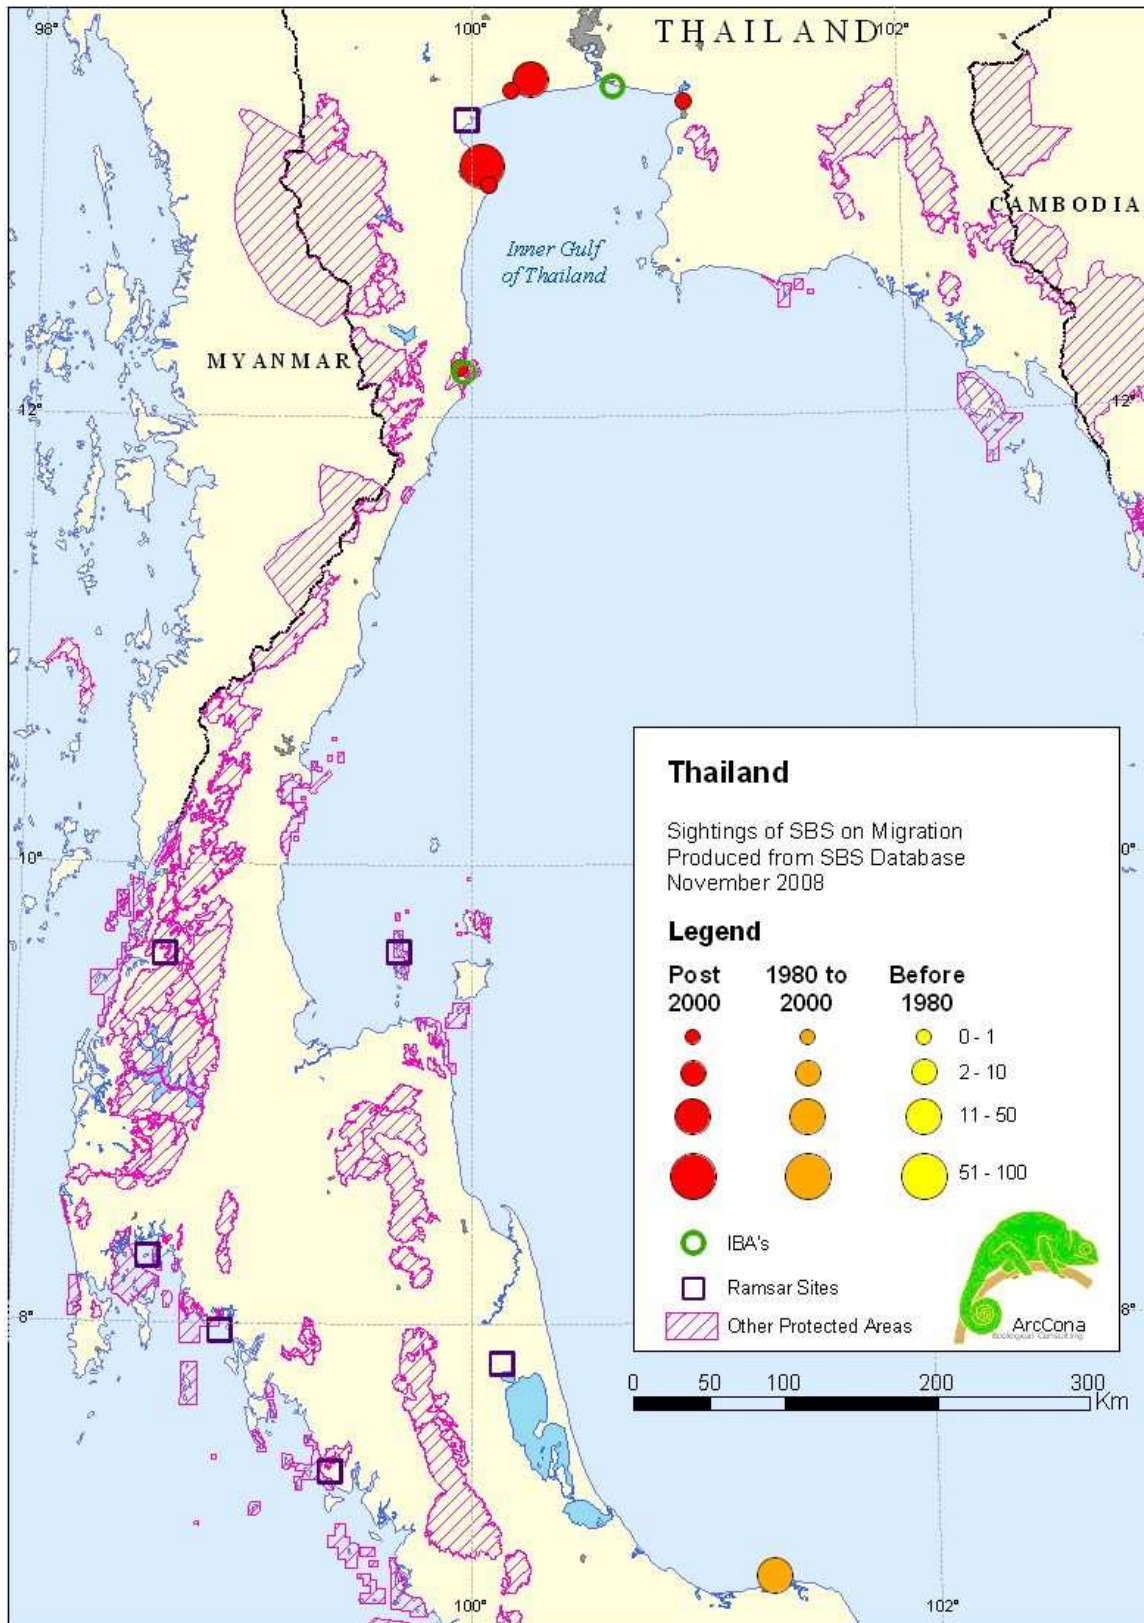 98°
100°
THAILAND
102°
CAMBODIA
Inner Gulf
of Thailand
MYANMAR
12°
12°
Thailand
Sightings of SBS on Migration
Produced from SBS Database
November 2008
10°
0°
Legend
Post
2000
1980 to
2000
Before
1980
0 - 1
2 - 10
11 - 50
51 - 100
IBA's
Ramsar Sites
Other Protected Areas
ArcCona
Ecological Consulting
8°
8°
0 50 100 200 300
Km
100°
102°